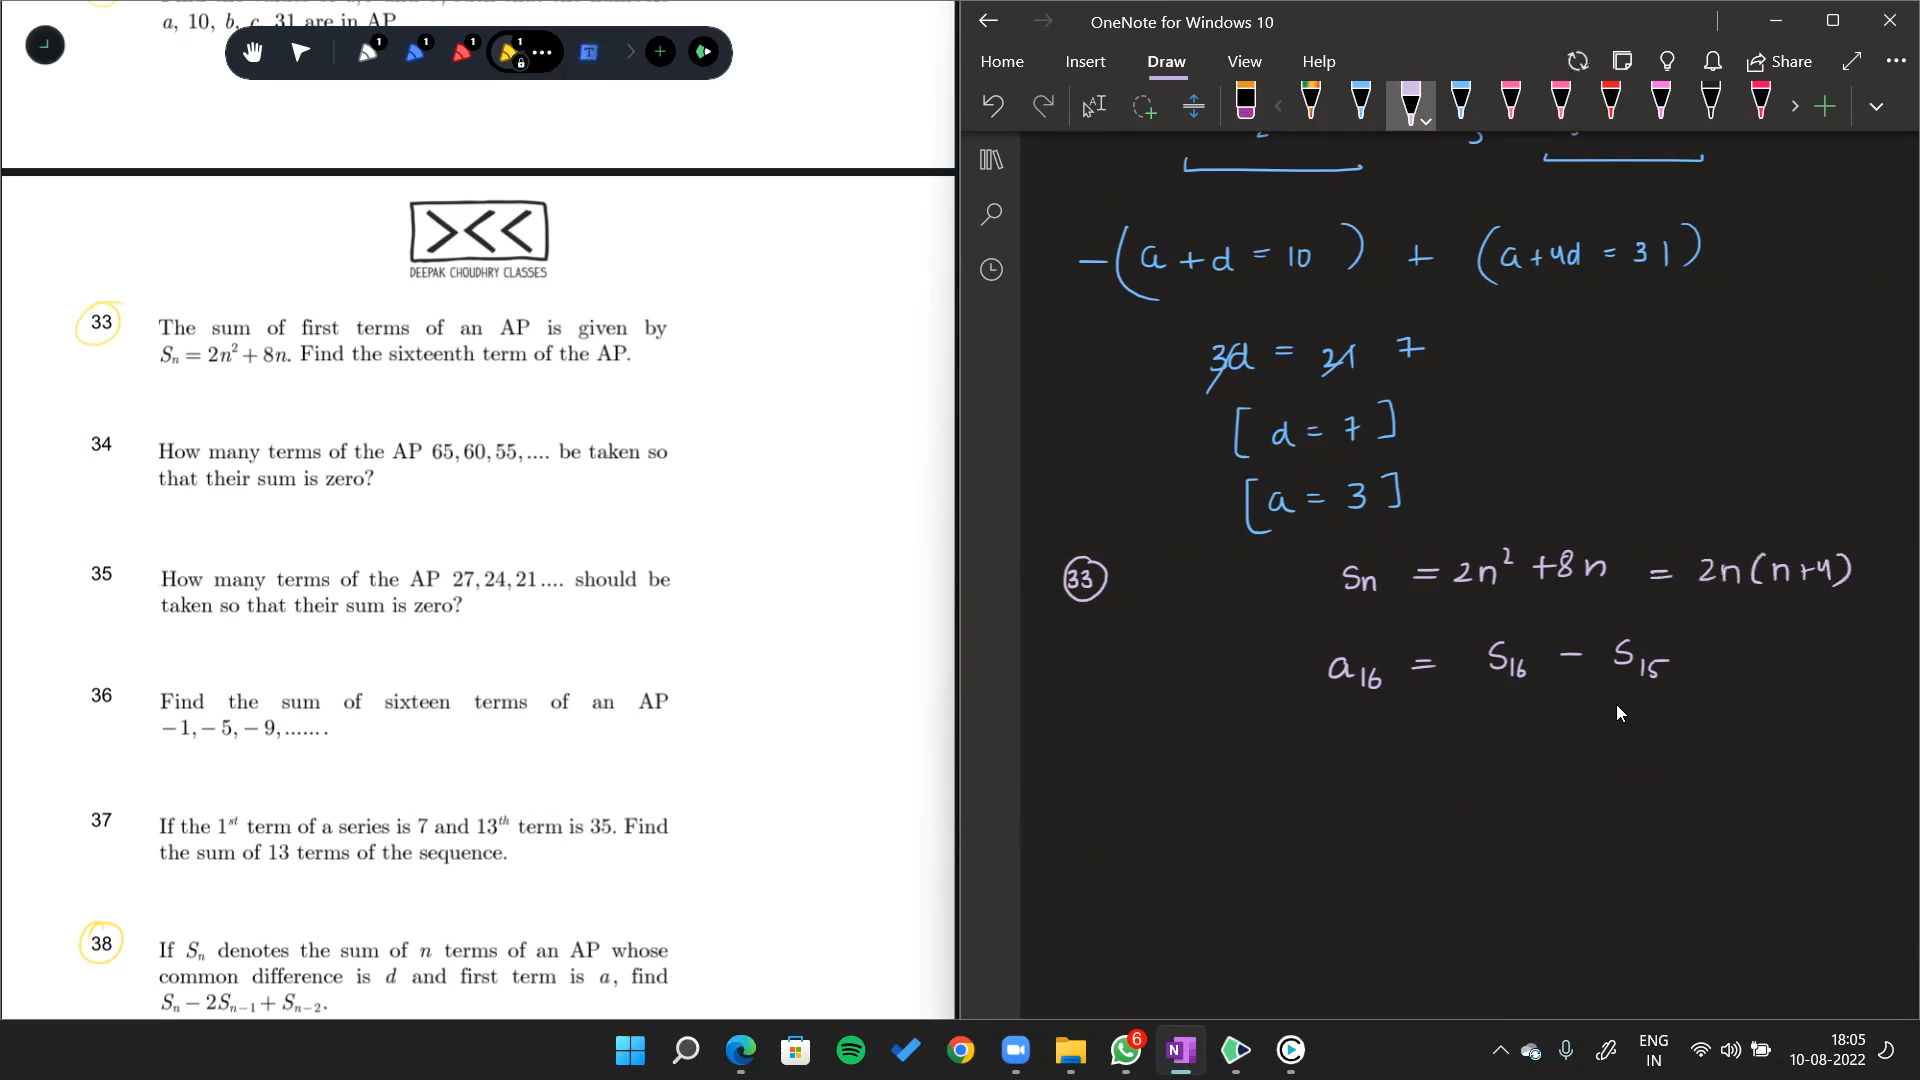 a, 10, b, c, 31 are in AP
DEEPAK CHOUDHRY CLASSES
33 The sum of first terms of an AP is given by
Sₙ = 2n² + 8n. Find the sixteenth term of the AP.
34 How many terms of the AP 65, 60, 55, .... be taken so
that their sum is zero?
35 How many terms of the AP 27, 24, 21 .... should be
taken so that their sum is zero?
36 Find the sum of sixteen terms of an AP
−1, −5, −9, .......
37 If the 1ˢᵗ term of a series is 7 and 13ᵗʰ term is 35. Find
the sum of 13 terms of the sequence.
38 If Sₙ denotes the sum of n terms of an AP whose
common difference is d and first term is a, find
Sₙ − 2Sₙ₋₁ + Sₙ₋₂.
OneNote for Windows 10
Home Insert Draw View Help Share
−(a + d = 10) + (a + 4d = 31)
3d = 21 7
[d = 7]
[a = 3]
33 Sn = 2n² + 8n = 2n(n+4)
a₁₆ = S₁₆ − S₁₅
6
ENG
IN
18:05
10-08-2022